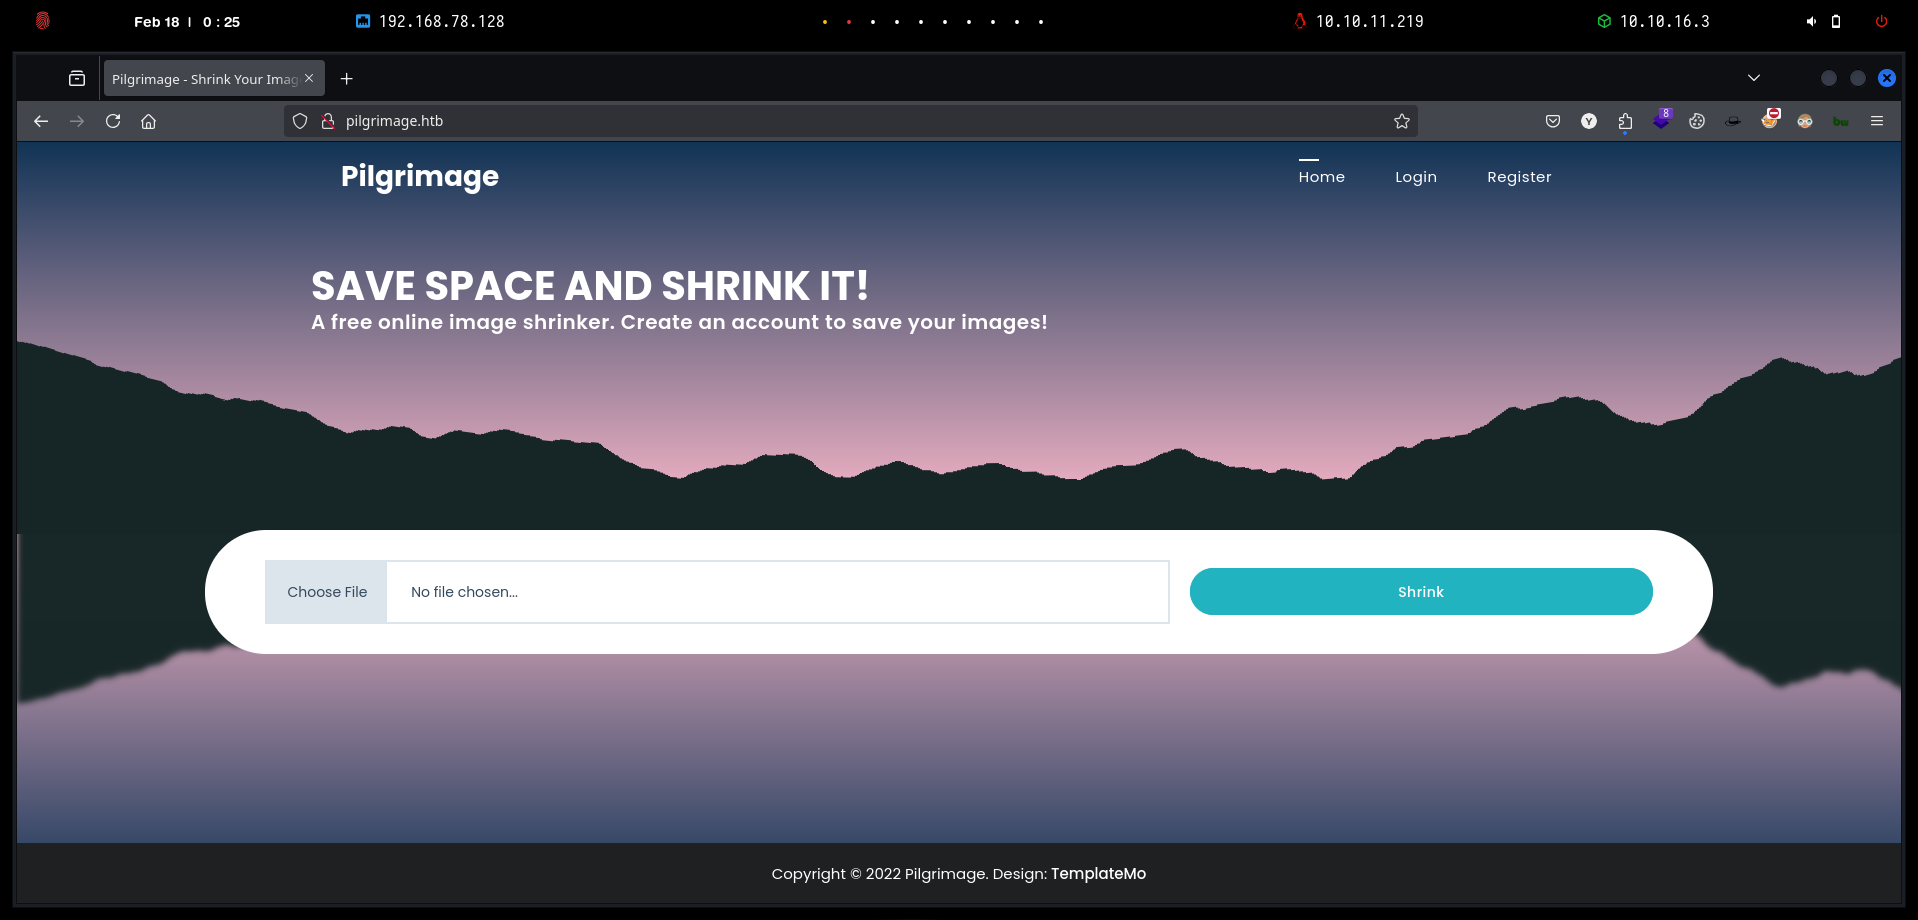 Feb 18 | 0 : 25 192.168.78.128 10.10.11.219 10.10.16.3
Pilgrimage - Shrink Your Imag
pilgrimage.htb
Y
8
bw
Pilgrimage
Home Login Register
SAVE SPACE AND SHRINK IT!
A free online image shrinker. Create an account to save your images!
Choose File No file chosen... Shrink
Copyright © 2022 Pilgrimage. Design: TemplateMo